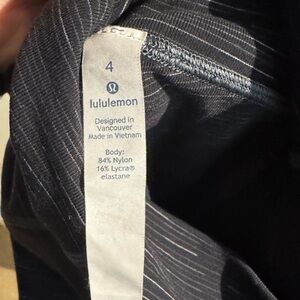 4
lululemon
Designed in
Vancouver
Made in Vietnam
Body:
84% Nylon
16% Lycra®
elastane